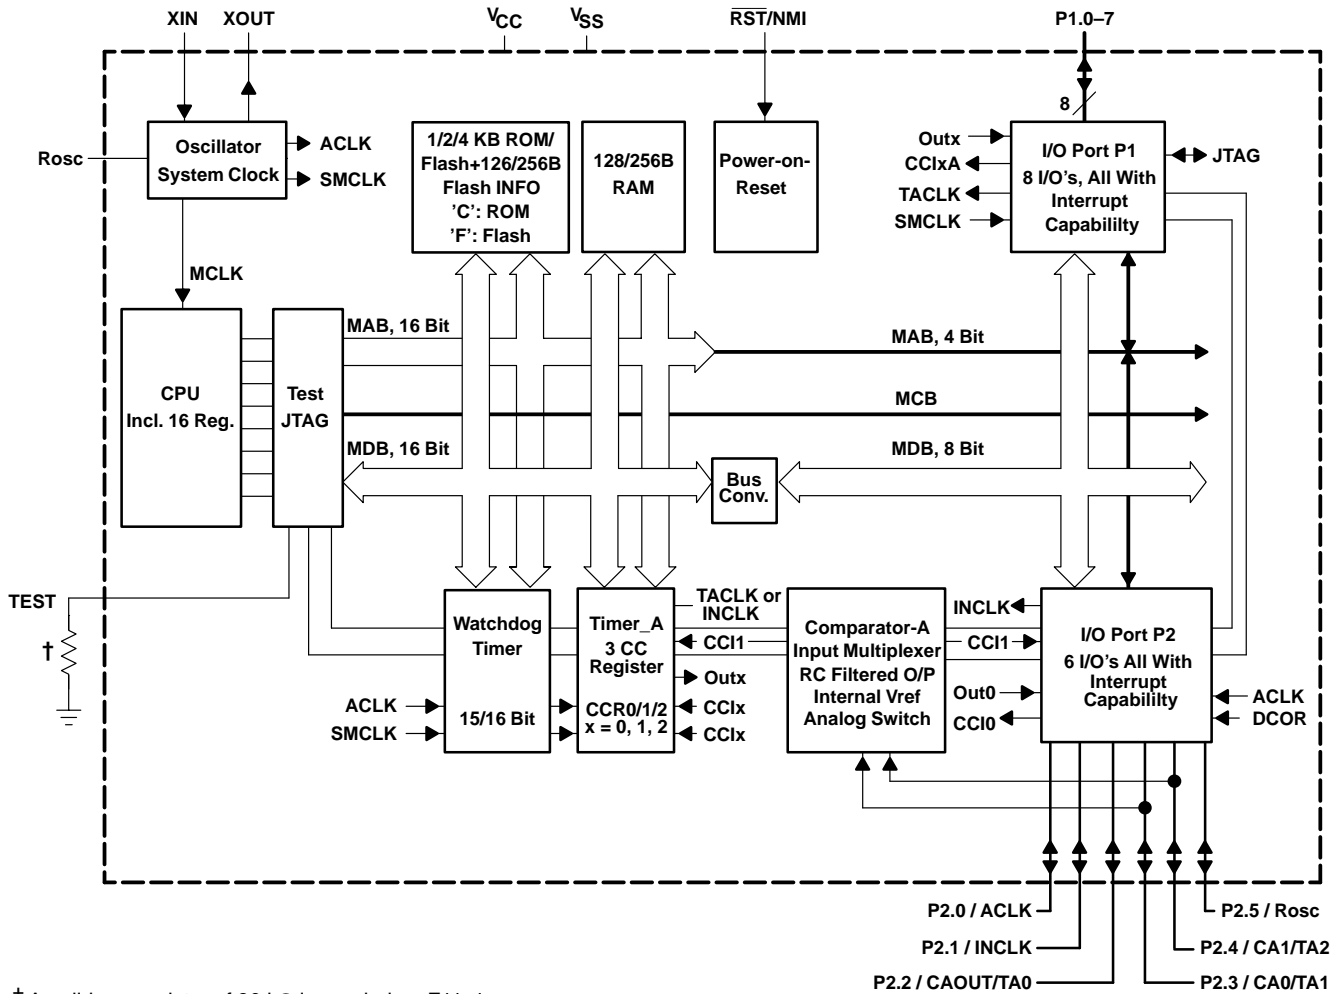 XIN
XOUT
VCC
VSS
RST/NMI
P1.0–7
8
Rosc
Oscillator
System Clock
ACLK
SMCLK
MCLK
1/2/4 KB ROM/
Flash+126/256B
Flash INFO
'C': ROM
'F': Flash
128/256B
RAM
Power-on-
Reset
Outx
CCIxA
TACLK
SMCLK
I/O Port P1
8 I/O's, All With
Interrupt
Capabililty
JTAG
CPU
Incl. 16 Reg.
Test
JTAG
MAB, 16 Bit
MAB, 4 Bit
MCB
MDB, 16 Bit
MDB, 8 Bit
Bus
Conv.
TEST
†
Watchdog
Timer
15/16 Bit
ACLK
SMCLK
Timer_A
3 CC
Register
CCR0/1/2
x = 0, 1, 2
TACLK or
INCLK
CCI1
Outx
CCIx
CCIx
Comparator-A
Input Multiplexer
RC Filtered O/P
Internal Vref
Analog Switch
INCLK
CCI1
Out0
CCI0
I/O Port P2
6 I/O's All With
Interrupt
Capabililty
ACLK
DCOR
P2.0 / ACLK
P2.5 / Rosc
P2.1 / INCLK
P2.4 / CA1/TA2
P2.2 / CAOUT/TA0
P2.3 / CA0/TA1